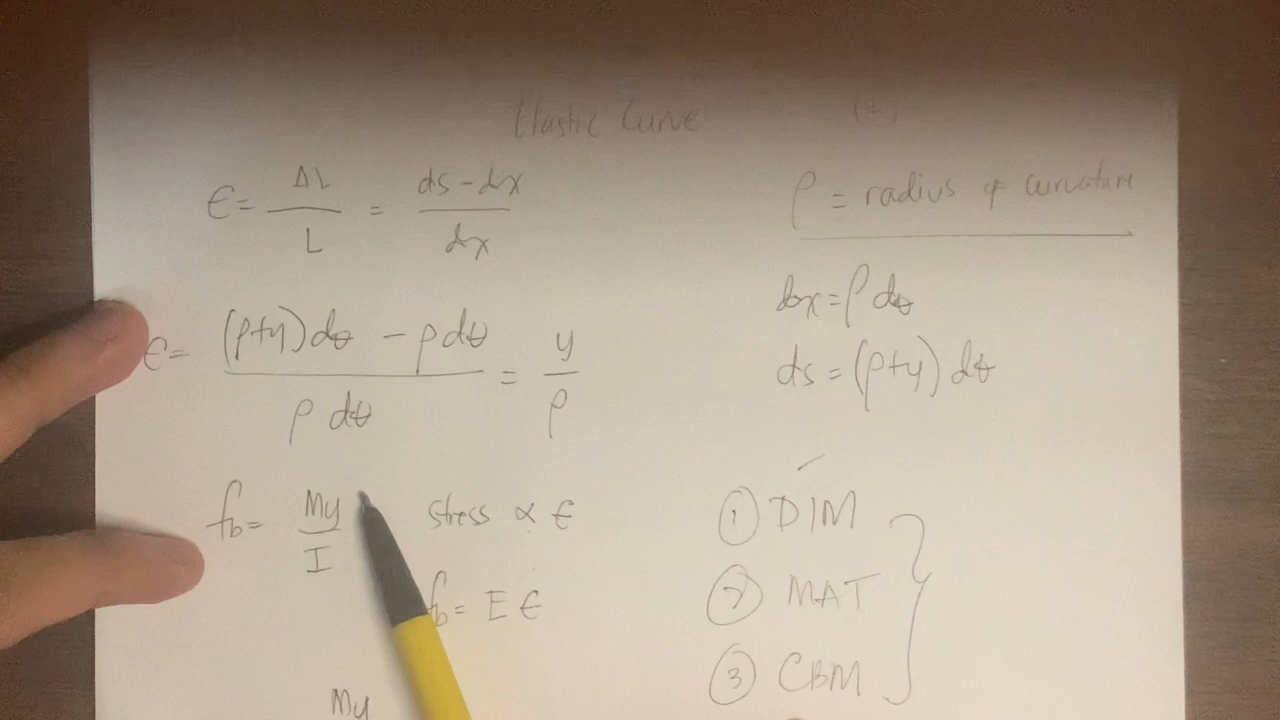 Elastic Curve (+)
ϵ = ΔL / L = ds - dx / dx
ρ = radius of curvature
dx = ρ dθ
ϵ = (ρ+y)dθ - ρdθ / ρ dθ = y / ρ
ds = (ρ+y) dθ
fb = My / I stress ∝ ϵ
① DIM
fb = E ϵ
② MAT
③ CBM
My